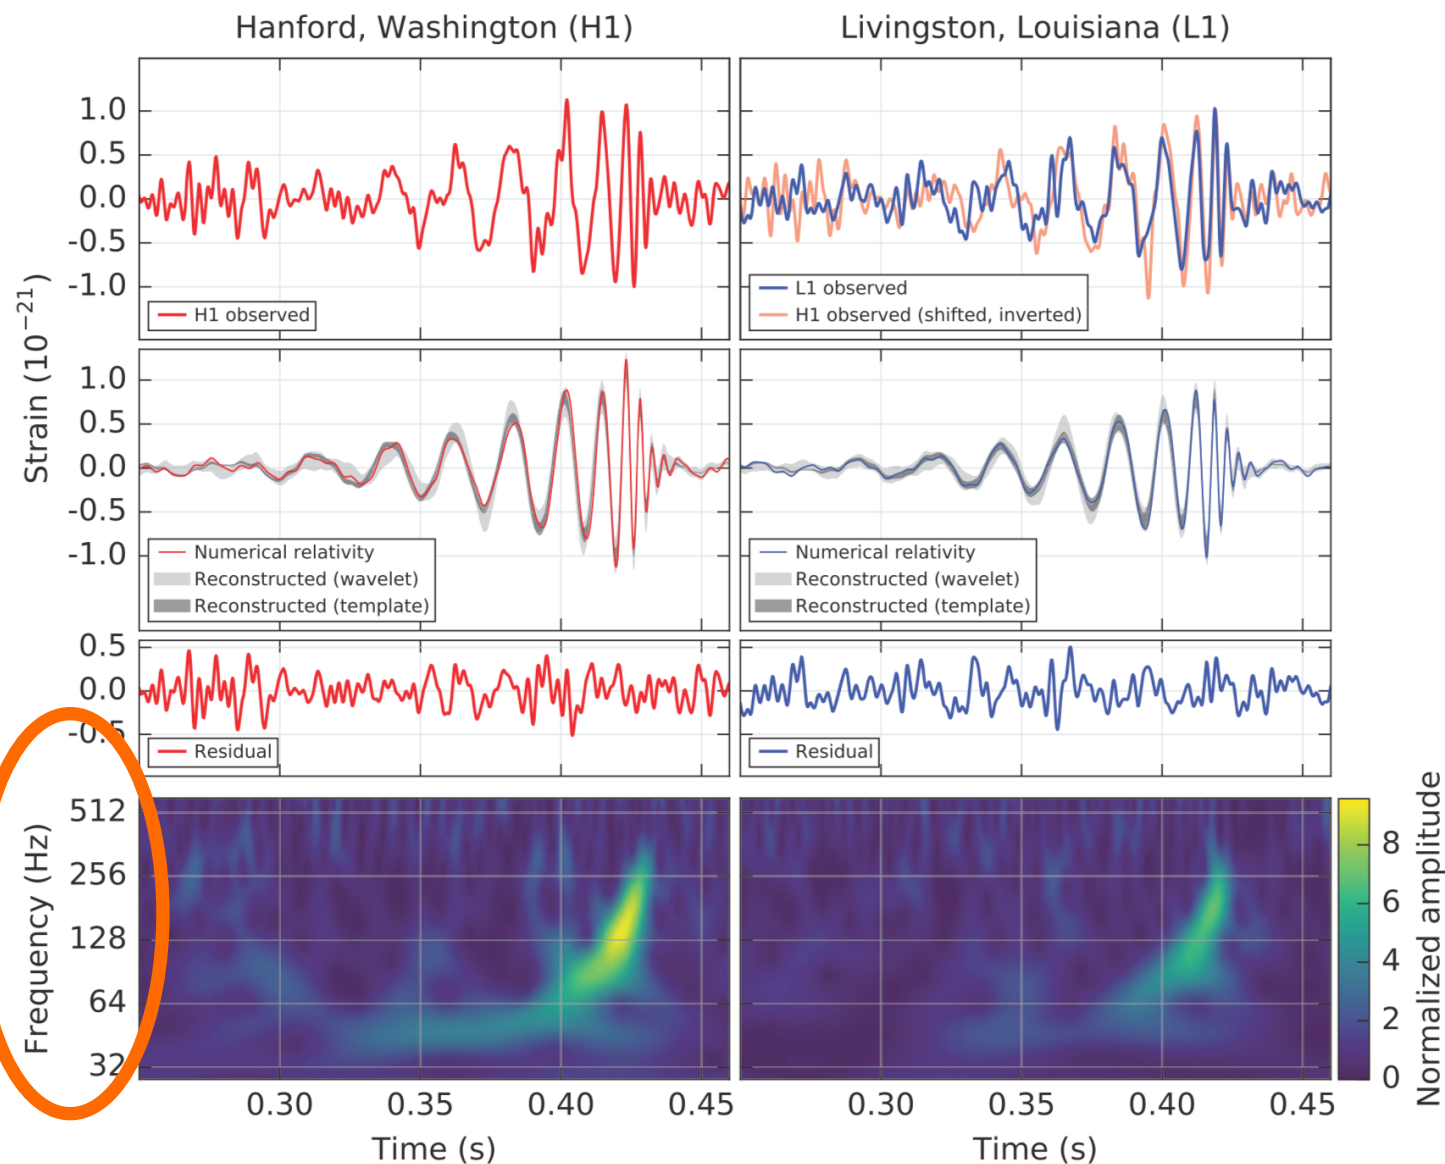 Hanford, Washington (H1)
Livingston, Louisiana (L1)
Strain (10⁻²¹)
1.0
0.5
0.0
-0.5
-1.0
H1 observed
L1 observed
H1 observed (shifted, inverted)
1.0
0.5
0.0
-0.5
-1.0
Numerical relativity
Reconstructed (wavelet)
Reconstructed (template)
Numerical relativity
Reconstructed (wavelet)
Reconstructed (template)
0.5
0.0
-0.5
Residual
Residual
Frequency (Hz)
512
256
128
64
32
Normalized amplitude
8
6
4
2
0
0.30 0.35 0.40 0.45
0.30 0.35 0.40 0.45
Time (s)
Time (s)